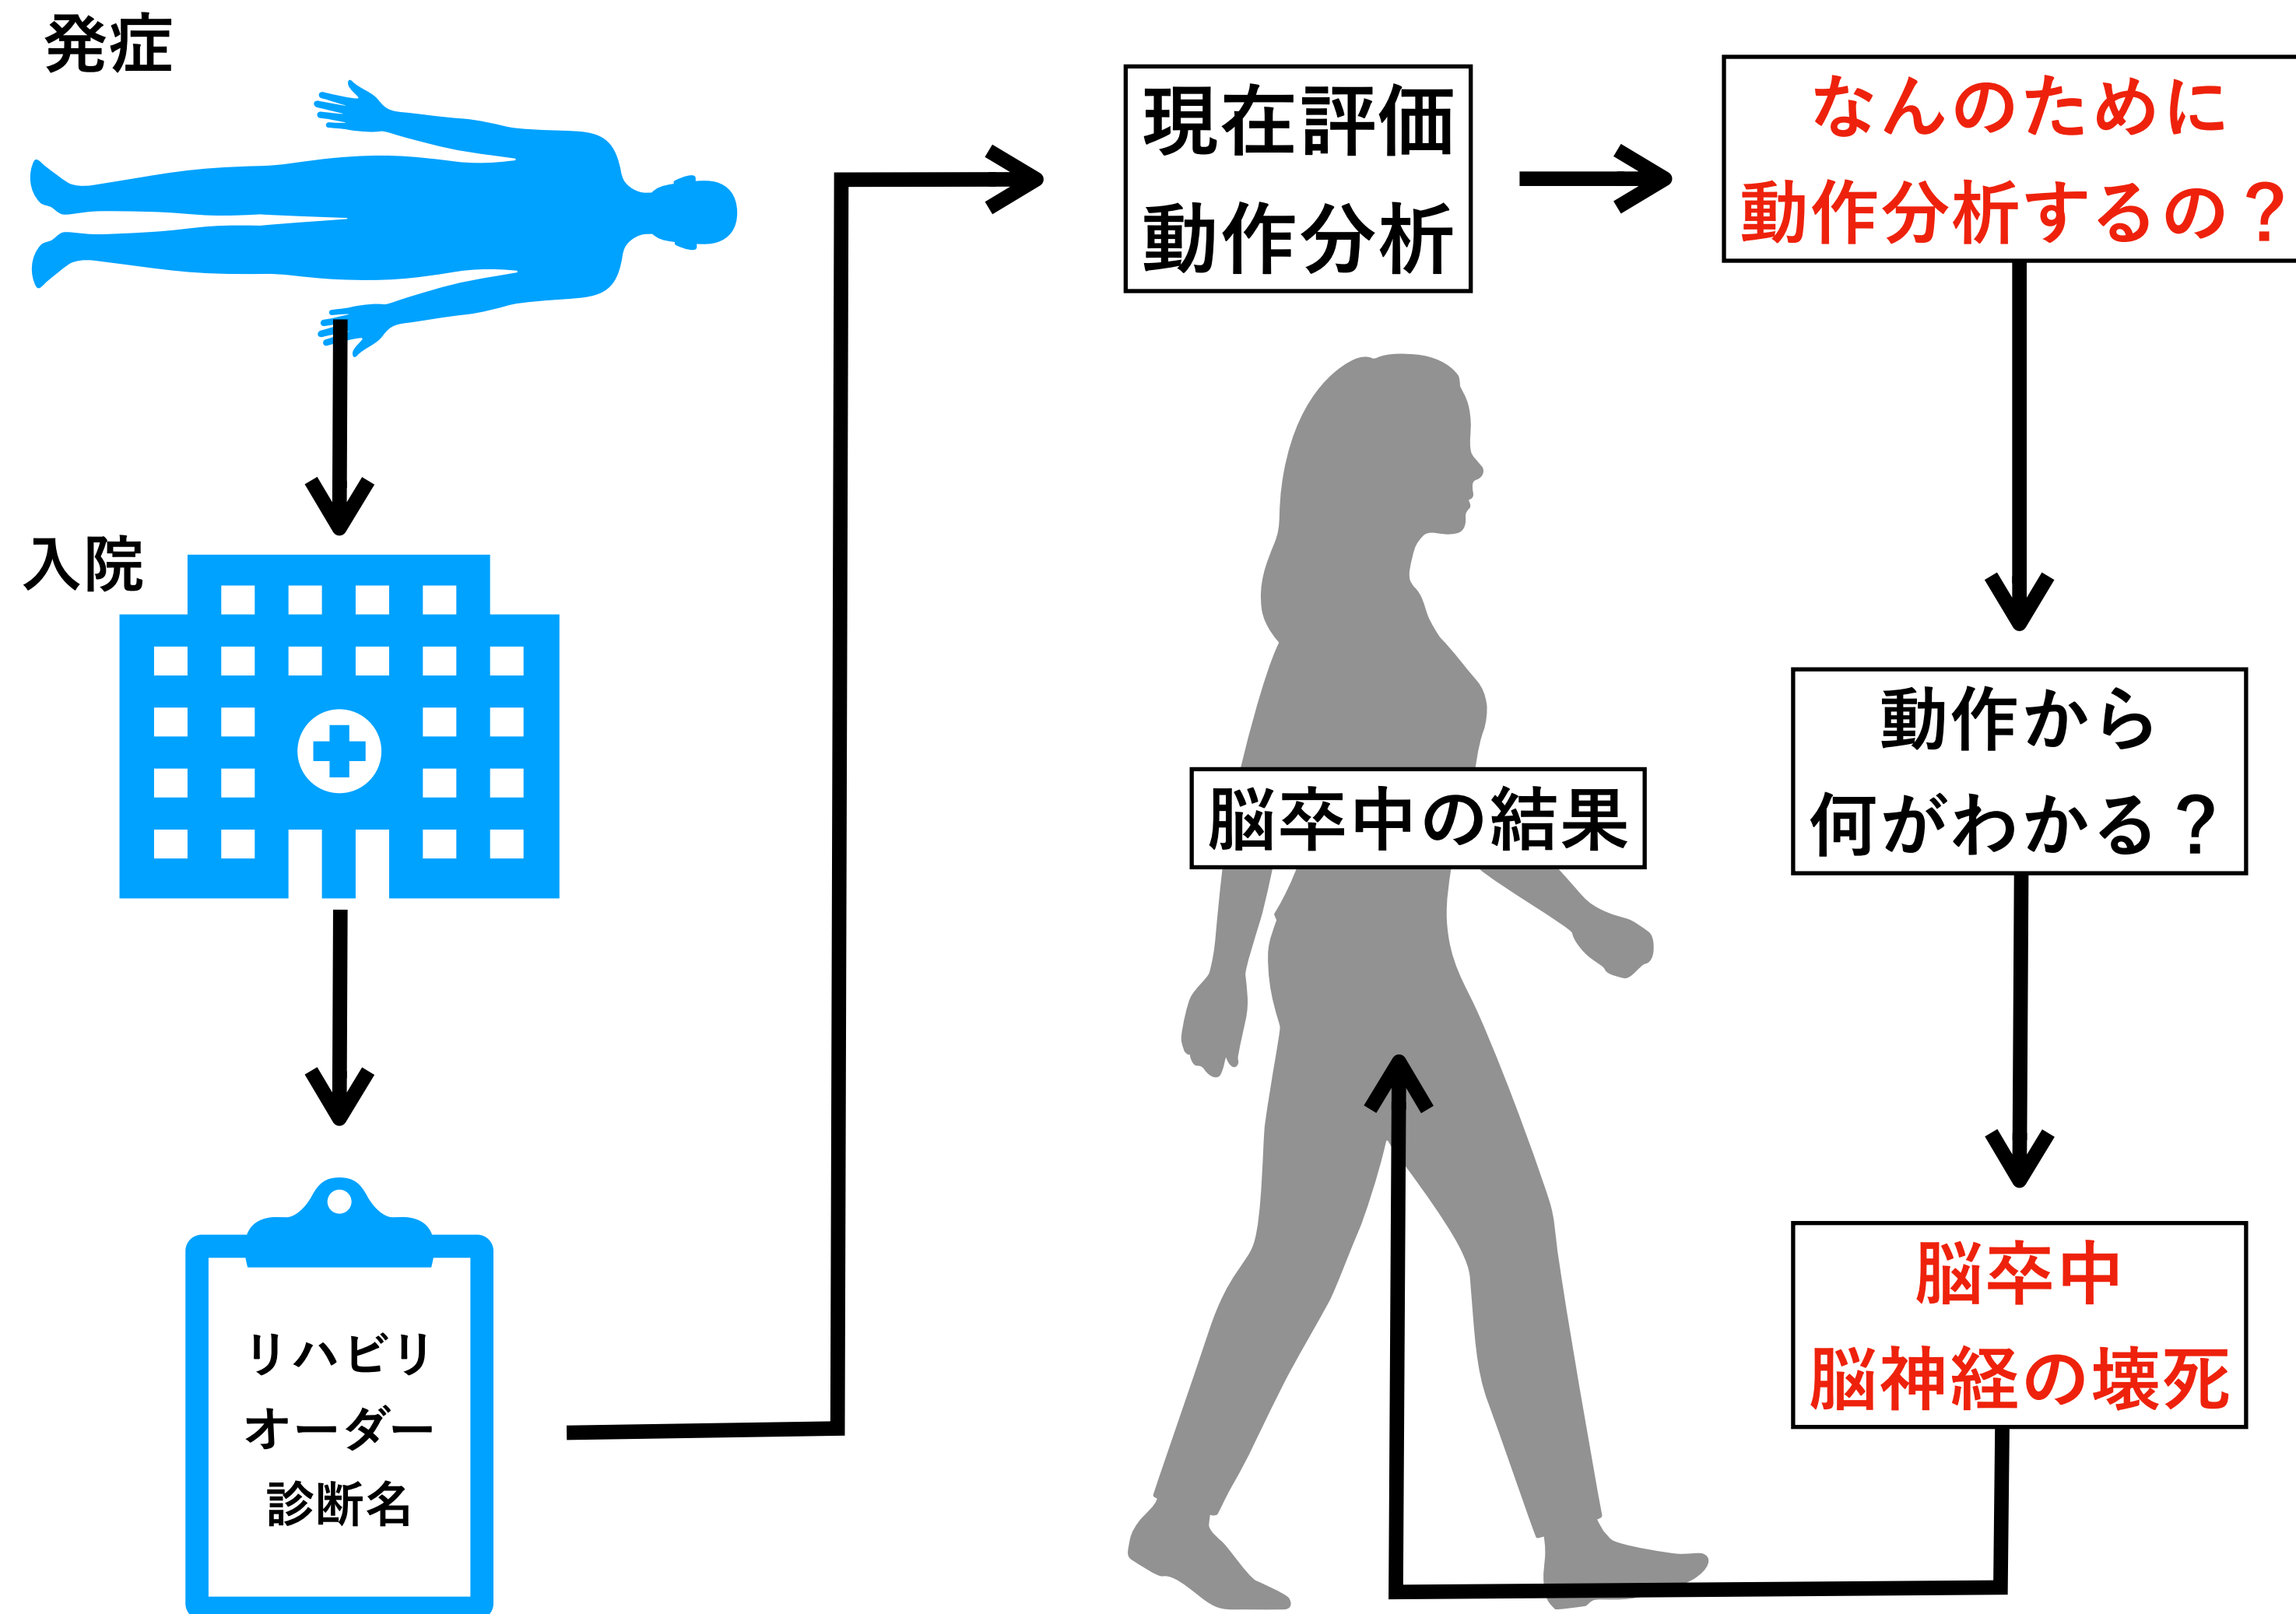 発症
入院
リハビリ
オーダー
診断名
現在評価
動作分析
なんのために
動作分析するの？
動作から
何がわかる？
脳卒中
脳神経の壊死
脳卒中の結果